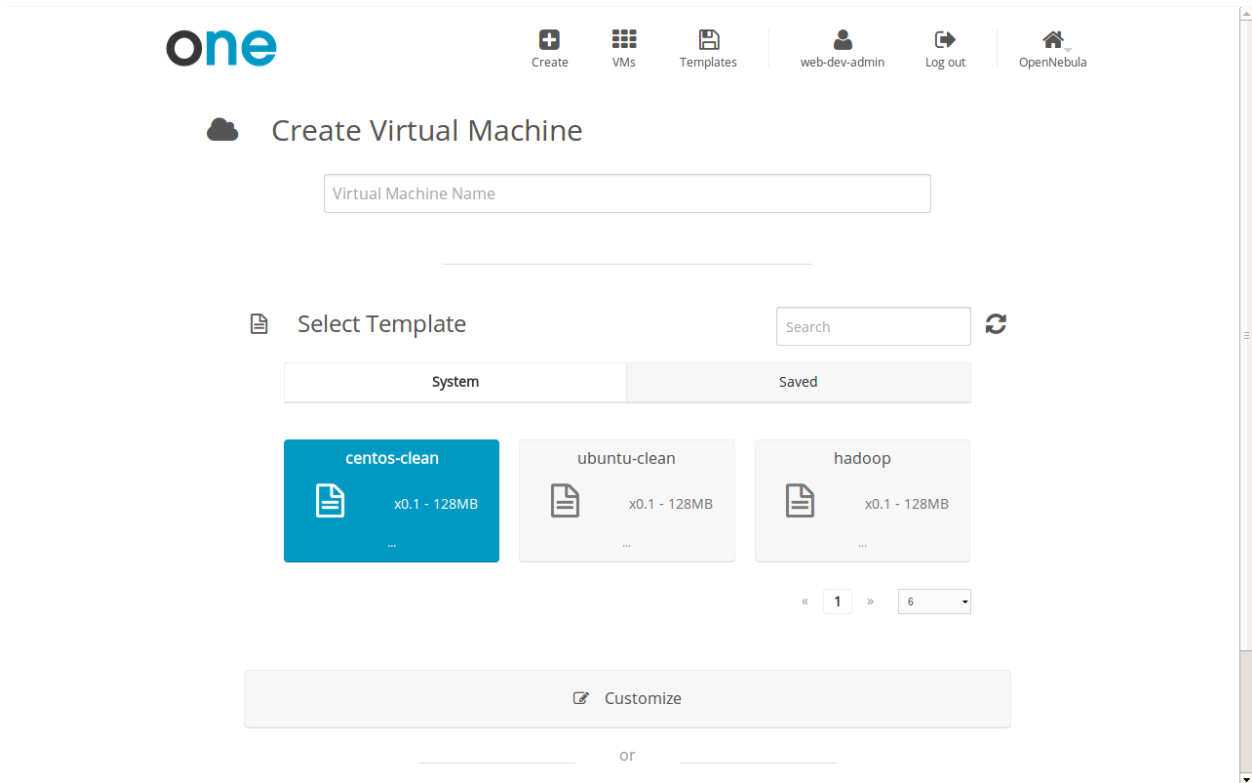 one
Create VMs Templates web-dev-admin Log out OpenNebula
Create Virtual Machine
Virtual Machine Name
Select Template Search
System Saved
centos-clean ubuntu-clean hadoop
x0.1 - 128MB x0.1 - 128MB x0.1 - 128MB
... ... ...
« 1 » 6
Customize
or